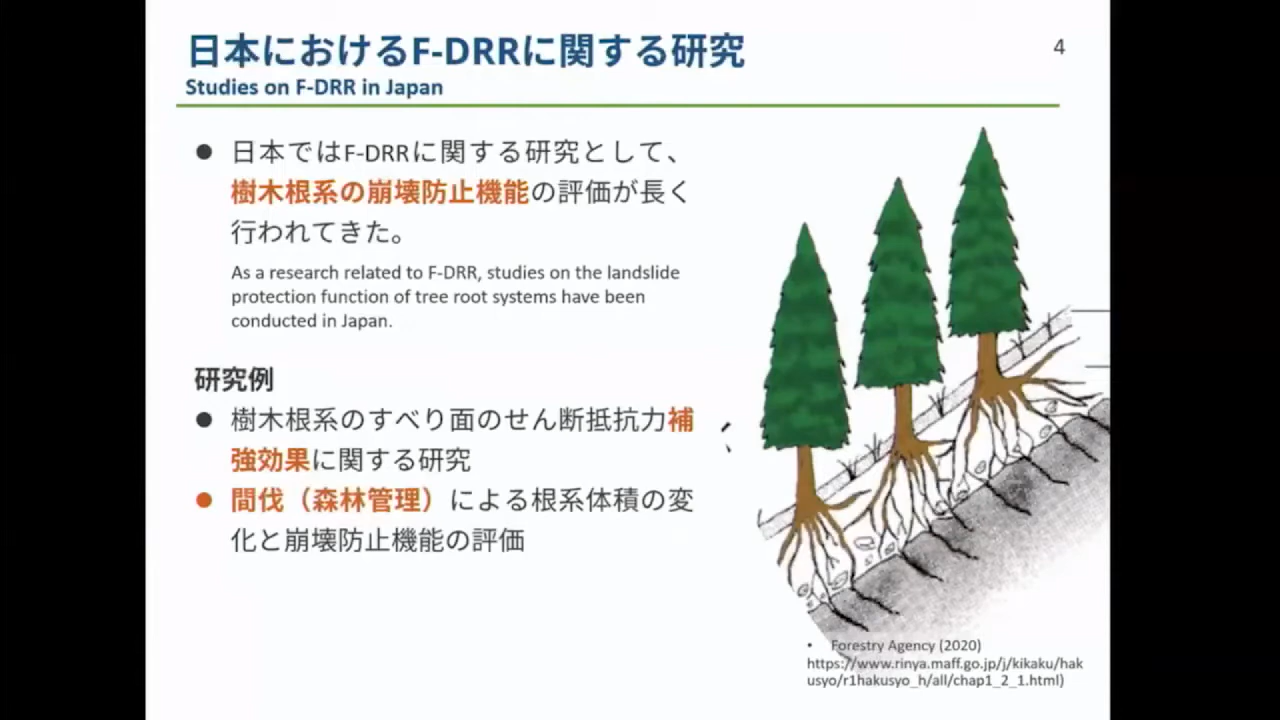 日本におけるF-DRRに関する研究
4
Studies on F-DRR in Japan
● 日本ではF-DRRに関する研究として、
樹木根系の崩壊防止機能の評価が長く
行われてきた。
As a research related to F-DRR, studies on the landslide
protection function of tree root systems have been
conducted in Japan.
研究例
● 樹木根系のすべり面のせん断抵抗力補
強効果に関する研究
● 間伐（森林管理）による根系体積の変
化と崩壊防止機能の評価
• Forestry Agency (2020)
https://www.rinya.maff.go.jp/j/kikaku/hak
usyo/r1hakusyo_h/all/chap1_2_1.html)